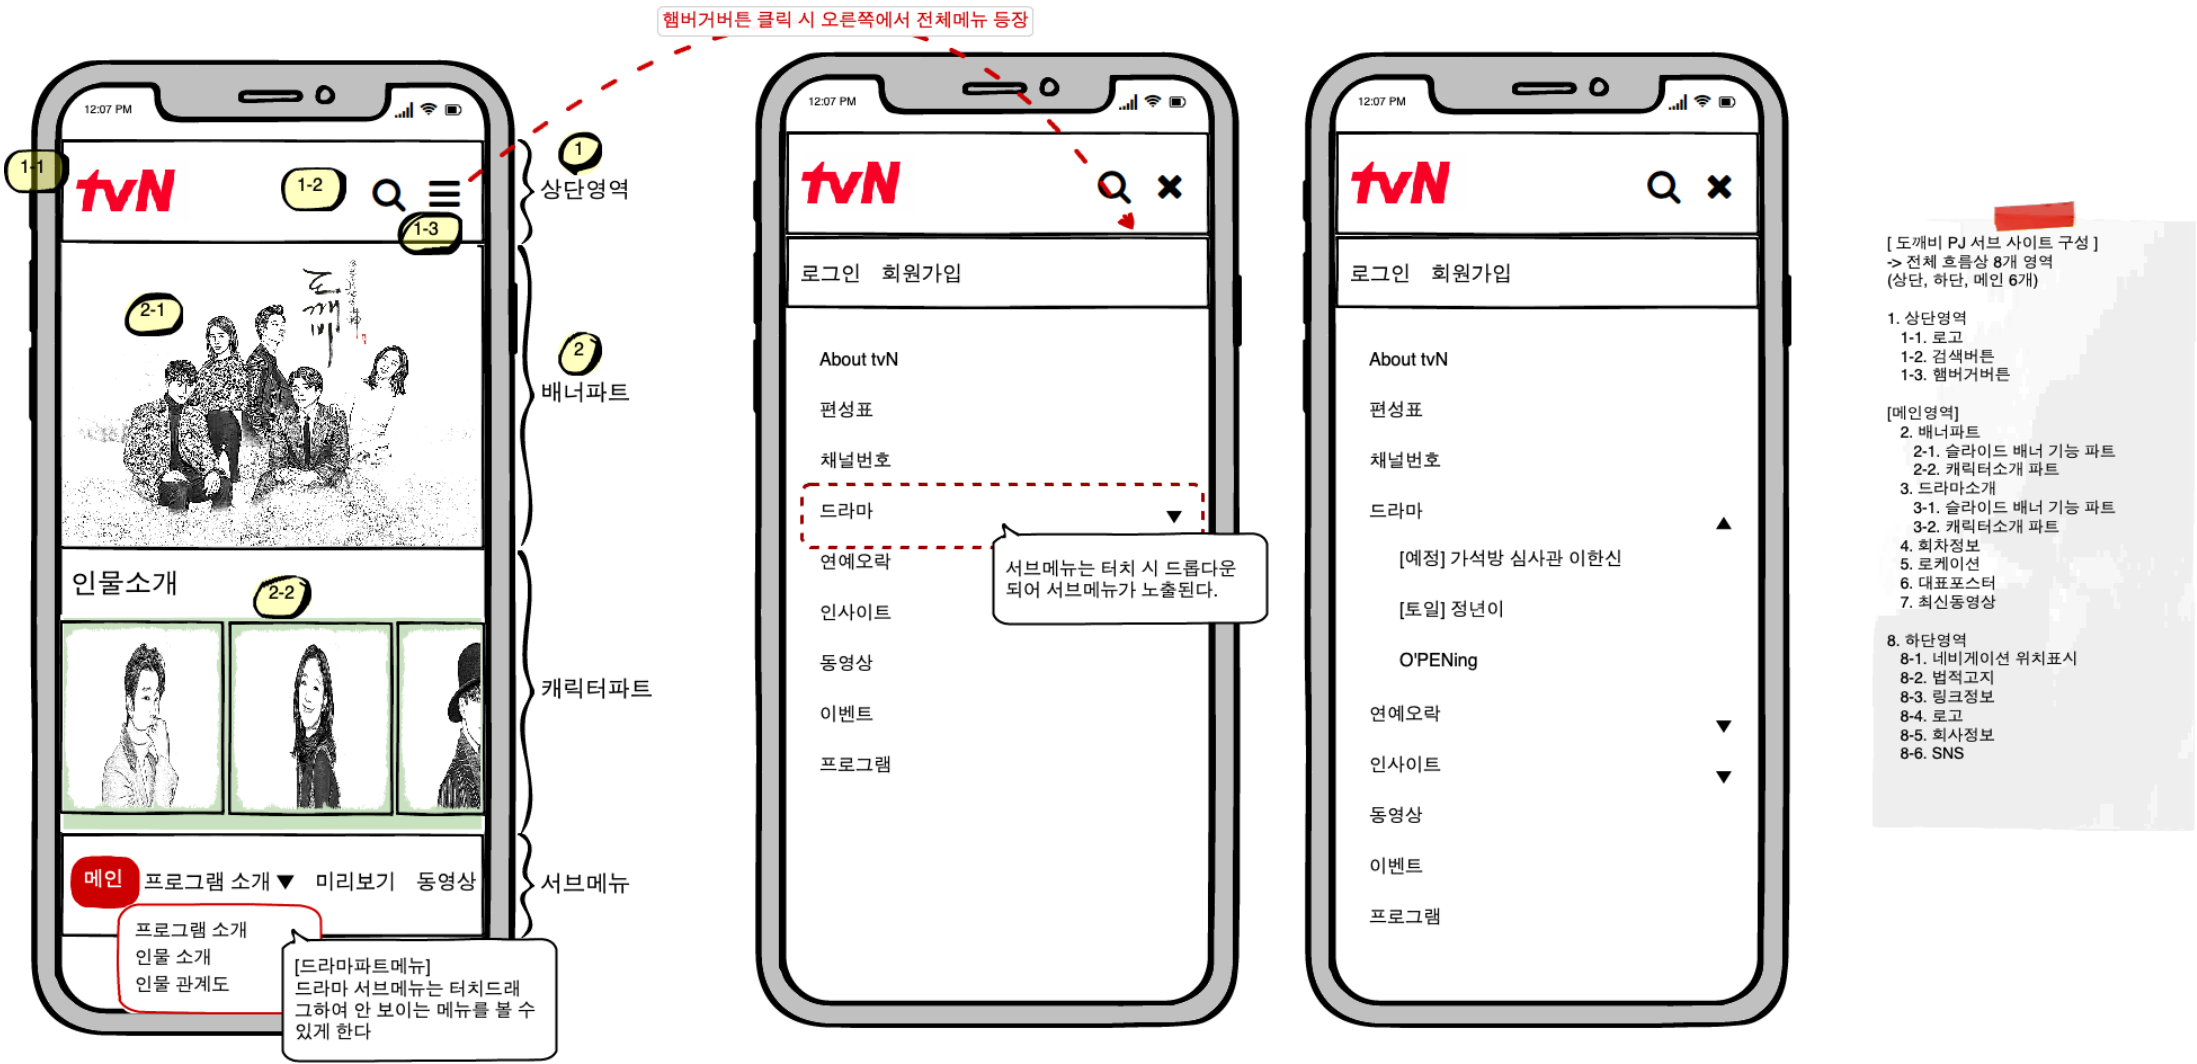 햄버거버튼 클릭 시 오른쪽에서 전체메뉴 등장
12:07 PM
1-1
tvN
1-2
1-3
1
상단영역
2-1
도깨비
2
배너파트
인물소개
2-2
캐릭터파트
메인
프로그램 소개 ▼
미리보기
동영상
서브메뉴
프로그램 소개
인물 소개
인물 관계도
[드라마파트메뉴]
드라마 서브메뉴는 터치드래
그하여 안 보이는 메뉴를 볼 수
있게 한다
12:07 PM
tvN
로그인 회원가입
About tvN
편성표
채널번호
드라마 ▼
연예오락
인사이트
동영상
이벤트
프로그램
서브메뉴는 터치 시 드롭다운
되어 서브메뉴가 노출된다.
12:07 PM
tvN
로그인 회원가입
About tvN
편성표
채널번호
드라마 ▲
[예정] 가석방 심사관 이한신
[토일] 정년이
O'PENing
연예오락 ▼
인사이트 ▼
동영상
이벤트
프로그램
[ 도깨비 PJ 서브 사이트 구성 ]
-> 전체 흐름상 8개 영역
(상단, 하단, 메인 6개)
1. 상단영역
1-1. 로고
1-2. 검색버튼
1-3. 햄버거버튼
[메인영역]
2. 배너파트
2-1. 슬라이드 배너 기능 파트
2-2. 캐릭터소개 파트
3. 드라마소개
3-1. 슬라이드 배너 기능 파트
3-2. 캐릭터소개 파트
4. 회차정보
5. 로케이션
6. 대표포스터
7. 최신동영상
8. 하단영역
8-1. 네비게이션 위치표시
8-2. 법적고지
8-3. 링크정보
8-4. 로고
8-5. 회사정보
8-6. SNS